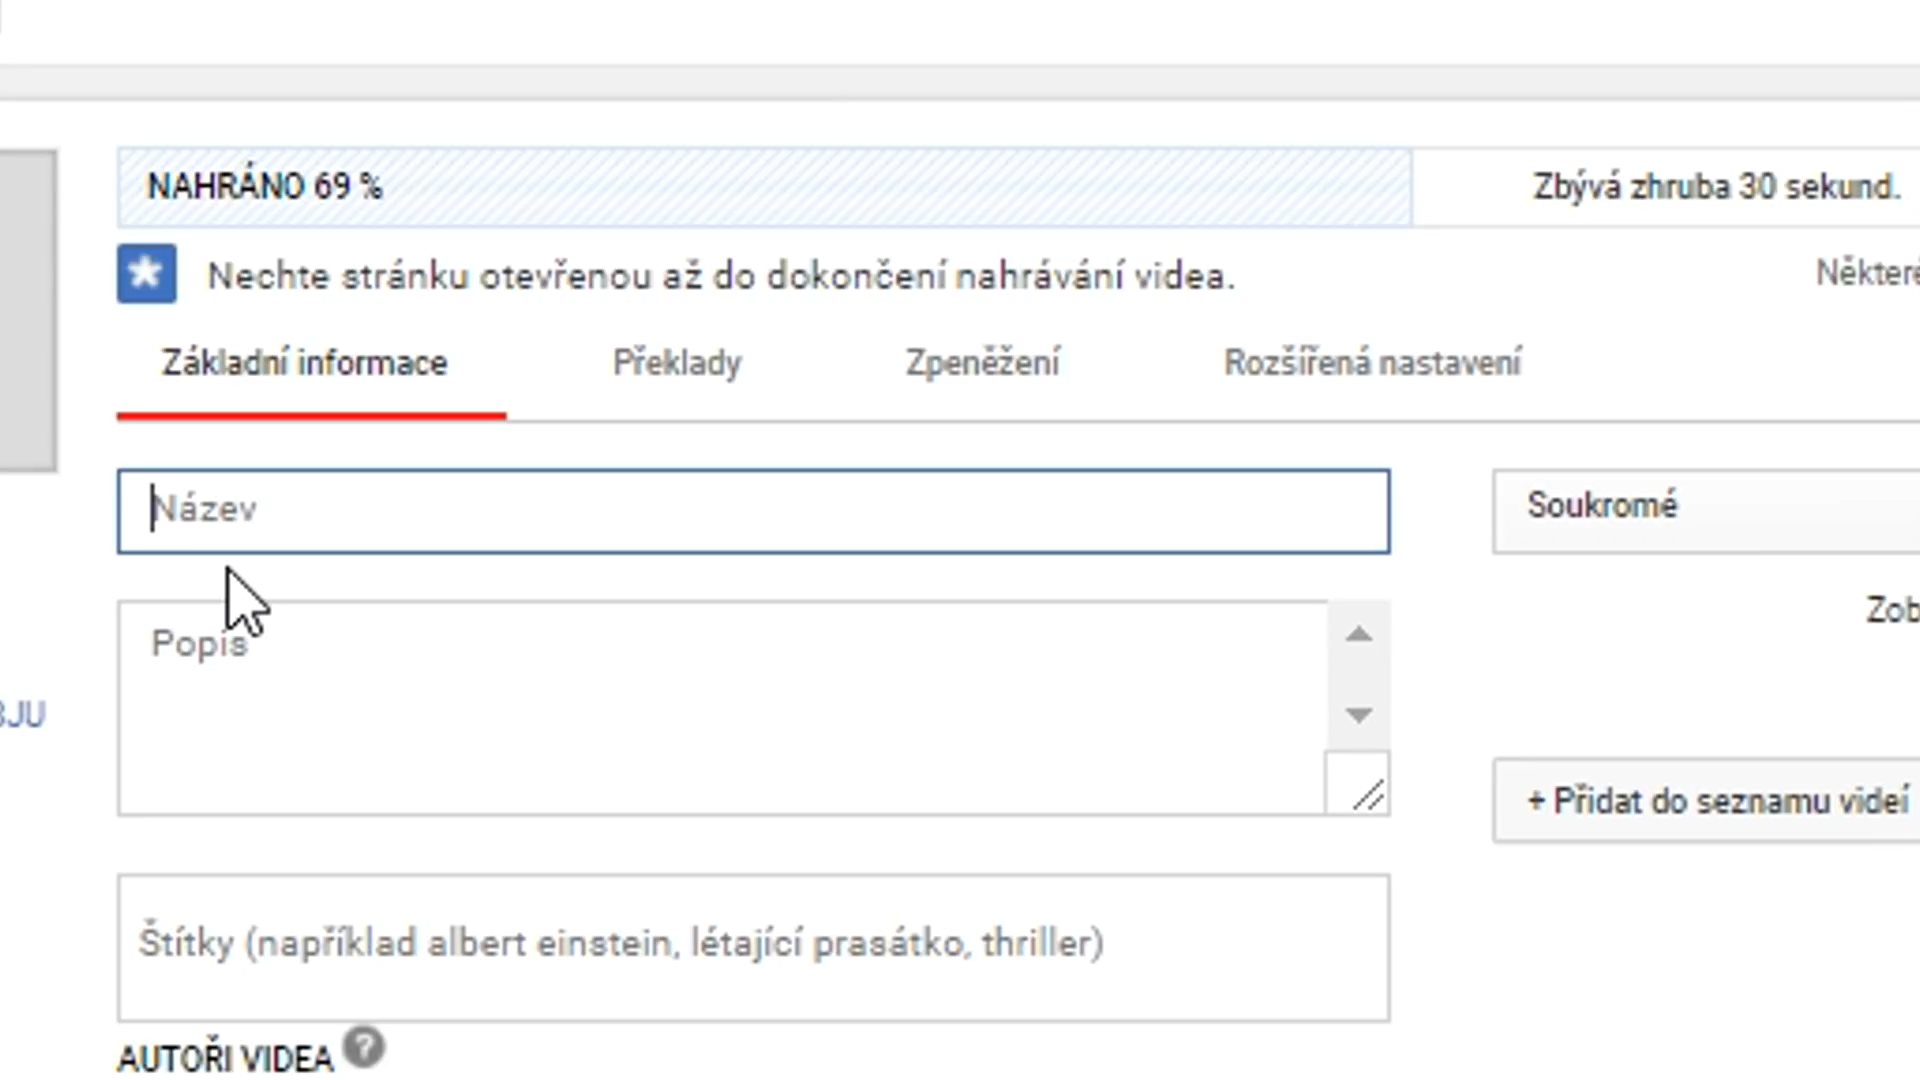 NAHRÁNO 69 %
Zbývá zhruba 30 sekund.
Nechte stránku otevřenou až do dokončení nahrávání videa.
Základní informace
Překlady
Zpeněžení
Rozšířená nastavení
Název
Soukromé
Popis
+ Přidat do seznamu videí
Štítky (například albert einstein, létající prasátko, thriller)
AUTOŘI VIDEA